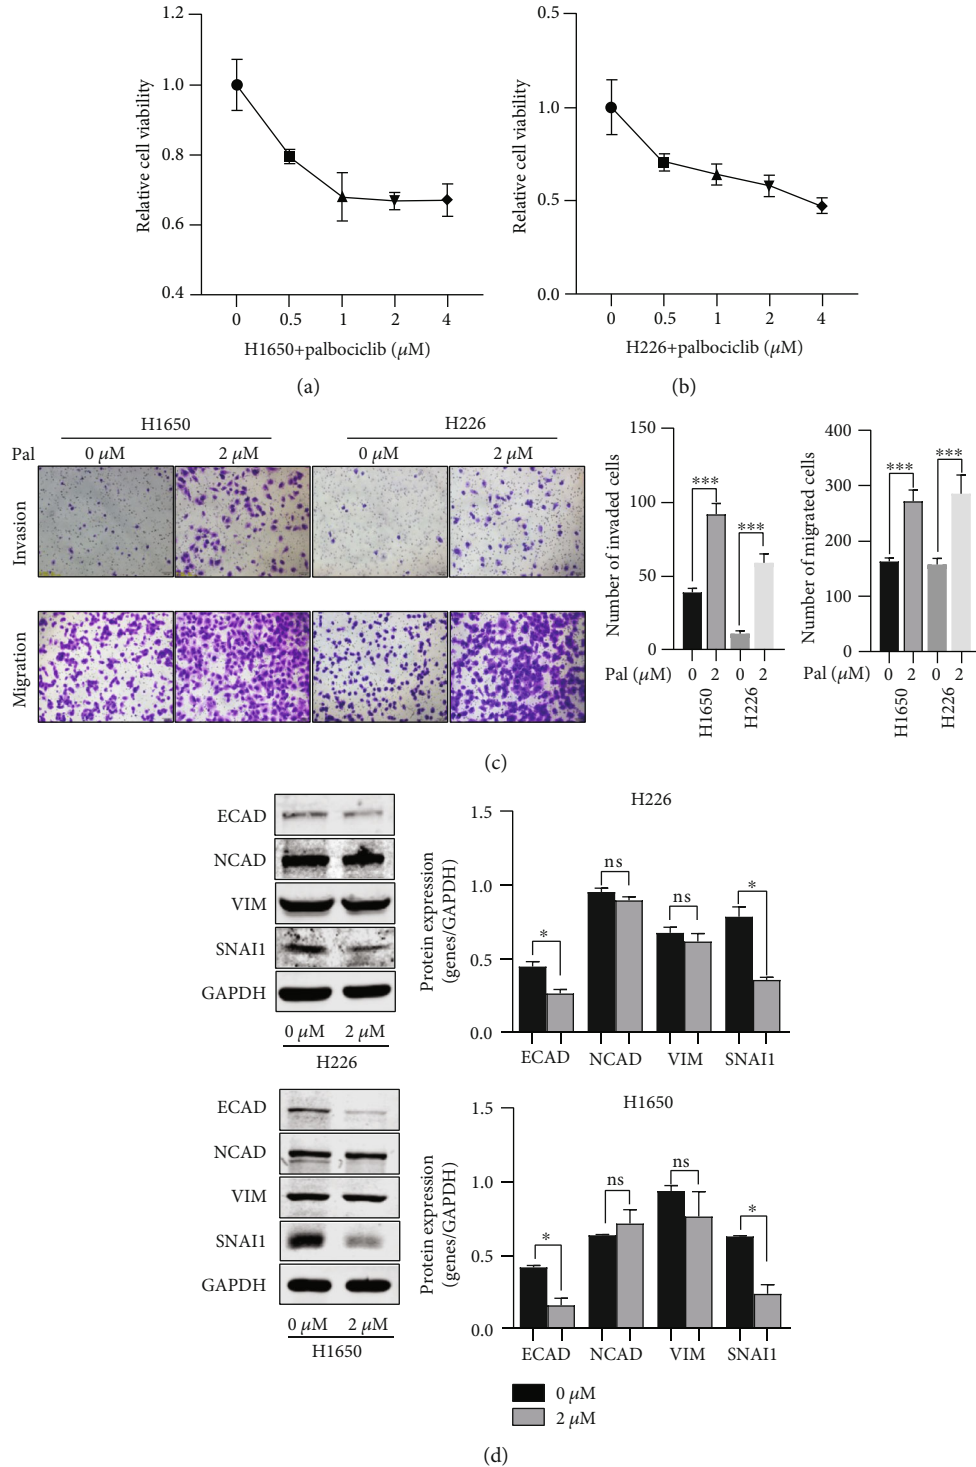 1.2
1.0
0.8
0.6
0.4
Relative cell viability
0 0.5 1 2 4
H1650+palbociclib (μM)
(a)
0.5
1.0
0.5
0.0
Relative cell viability
0 0.5 1 2 4
H226+palbociclib (μM)
(b)
H1650 H226
Pal 0 μM 2 μM 0 μM 2 μM
Invasion
Migration
150
100
50
0
Number of invaded cells
*** ***
Pal (μM) 0 2 0 2
H1650 H226
400
300
200
100
0
Number of migrated cells
*** ***
Pal (μM) 0 2 0 2
H1650 H226
(c)
ECAD
NCAD
VIM
SNAI1
GAPDH
0 μM 2 μM
H226
H226
1.5
1.0
0.5
0.0
Protein expression
(genes/GAPDH)
* ns ns *
ECAD NCAD VIM SNAI1
ECAD
NCAD
VIM
SNAI1
GAPDH
0 μM 2 μM
H1650
H1650
1.5
1.0
0.5
0.0
Protein expression
(genes/GAPDH)
* ns ns *
ECAD NCAD VIM SNAI1
0 μM
2 μM
(d)